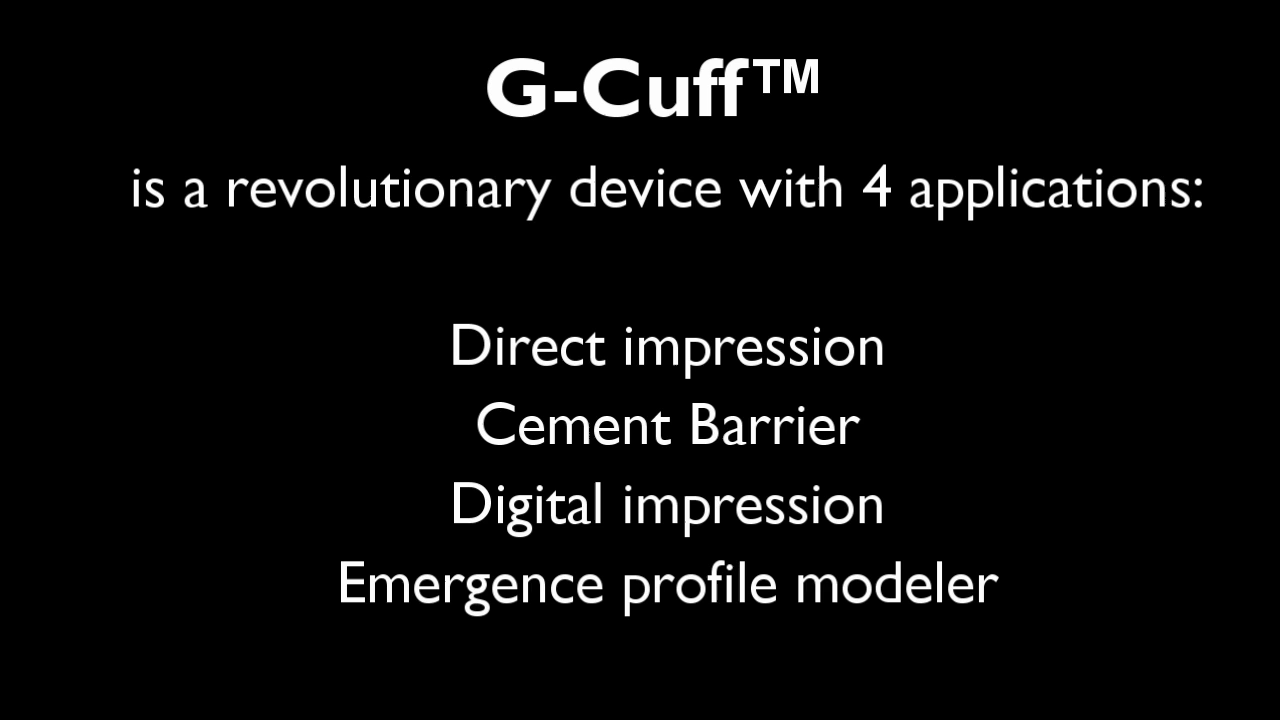 G-Cuff™
is a revolutionary device with 4 applications:
Direct impression
Cement Barrier
Digital impression
Emergence profile modeler